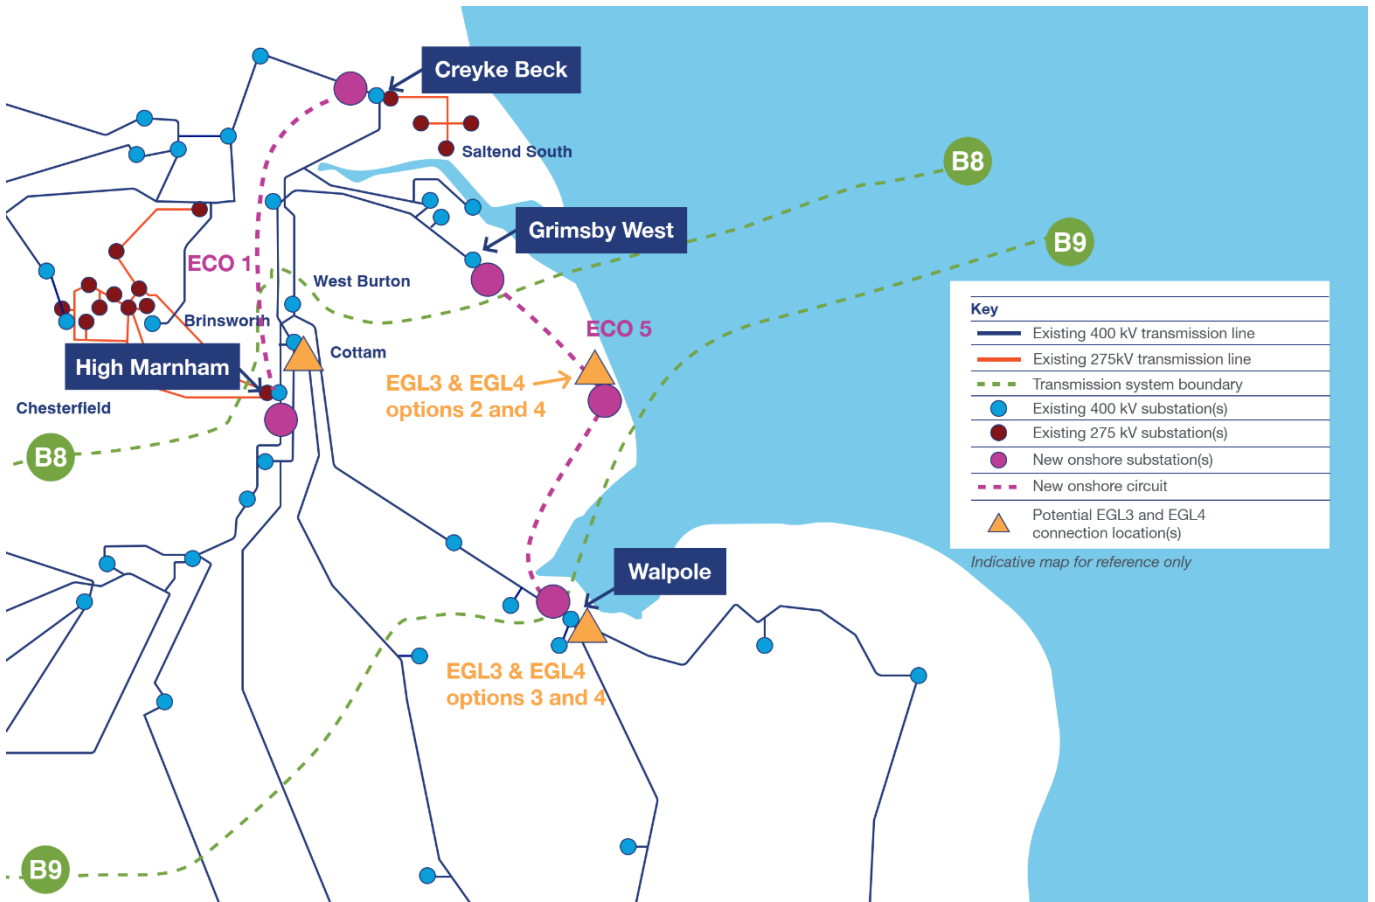 Creyke Beck
Saltend South
B8
Grimsby West
B9
ECO 1
West Burton
Brinsworth
ECO 5
Cottam
High Marnham
EGL3 & EGL4
options 2 and 4
Chesterfield
B8
Key
Existing 400 kV transmission line
Existing 275kV transmission line
Transmission system boundary
Existing 400 kV substation(s)
Existing 275 kV substation(s)
New onshore substation(s)
New onshore circuit
Potential EGL3 and EGL4
connection location(s)
Indicative map for reference only
Walpole
EGL3 & EGL4
options 3 and 4
B9